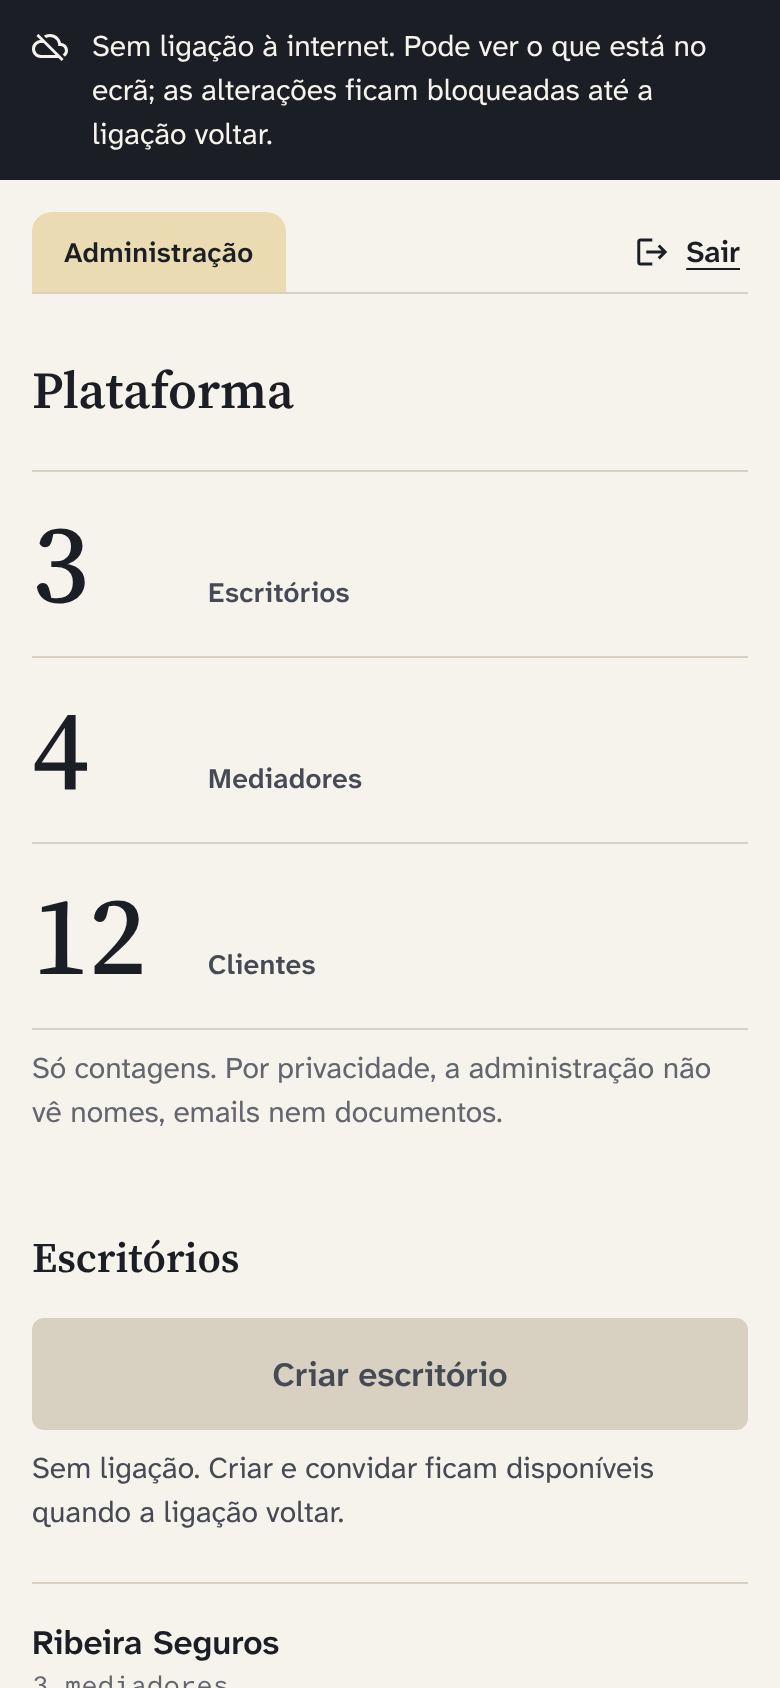 Sem ligação à internet. Pode ver o que está no
ecrã; as alterações ficam bloqueadas até a
ligação voltar.
Administração
Sair
Plataforma
3 Escritórios
4 Mediadores
12 Clientes
Só contagens. Por privacidade, a administração não
vê nomes, emails nem documentos.
Escritórios
Criar escritório
Sem ligação. Criar e convidar ficam disponíveis
quando a ligação voltar.
Ribeira Seguros
3 mediadores